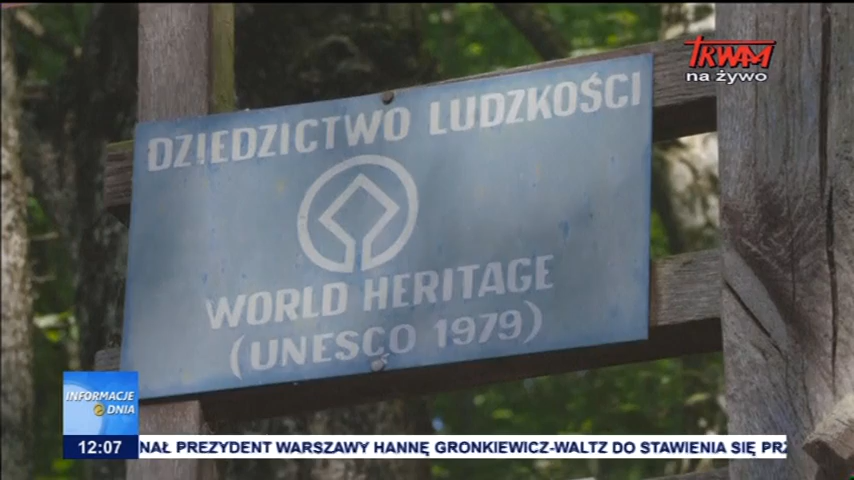 TRWAM
na żywo
DZIEDZICTWO LUDZKOŚCI
WORLD HERITAGE
(UNESCO 1979)
INFORMACJE
DNIA
12:07
NAŁ PREZYDENT WARSZAWY HANNĘ GRONKIEWICZ-WALTZ DO STAWIENIA SIĘ PRZ